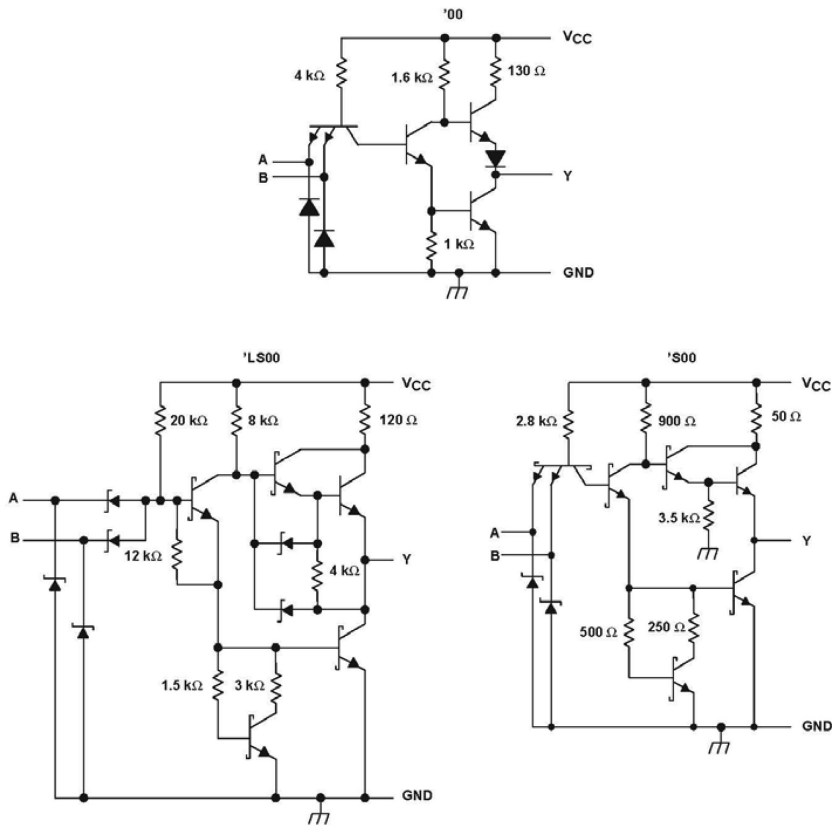 '00
VCC
4 kΩ
1.6 kΩ
130 Ω
A
B
Y
1 kΩ
GND
'LS00
VCC
20 kΩ
8 kΩ
120 Ω
A
B
12 kΩ
4 kΩ
Y
1.5 kΩ
3 kΩ
GND
'S00
VCC
2.8 kΩ
900 Ω
50 Ω
3.5 kΩ
A
B
Y
500 Ω
250 Ω
GND